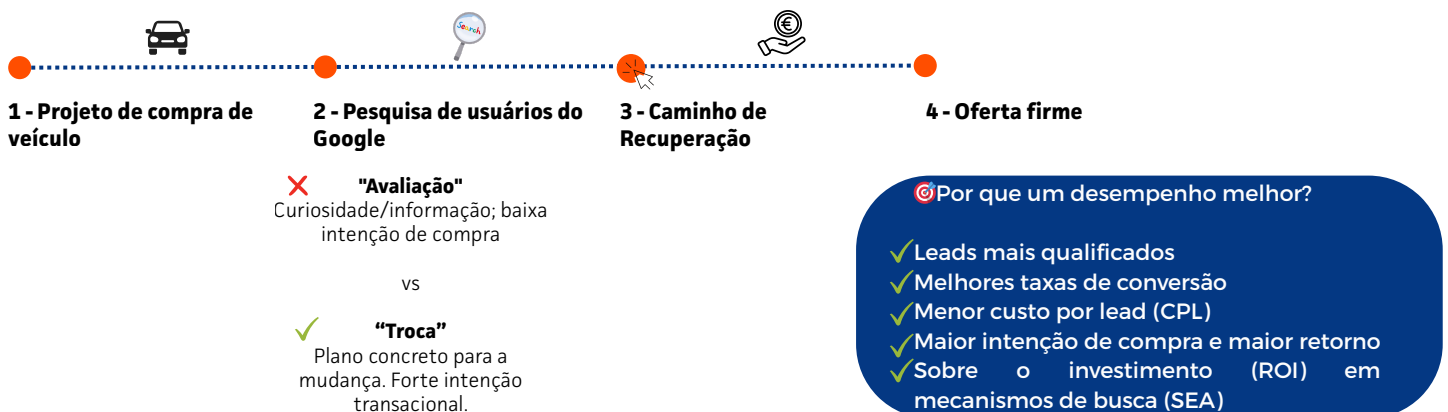 Search
€
1 - Projeto de compra de
veículo
2 - Pesquisa de usuários do
Google
3 - Caminho de
Recuperação
4 - Oferta firme
"Avaliação"
Curiosidade/informação; baixa
intenção de compra
vs
“Troca”
Plano concreto para a
mudança. Forte intenção
transacional.
Por que um desempenho melhor?
Leads mais qualificados
Melhores taxas de conversão
Menor custo por lead (CPL)
Maior intenção de compra e maior retorno
Sobre o investimento (ROI) em
mecanismos de busca (SEA)